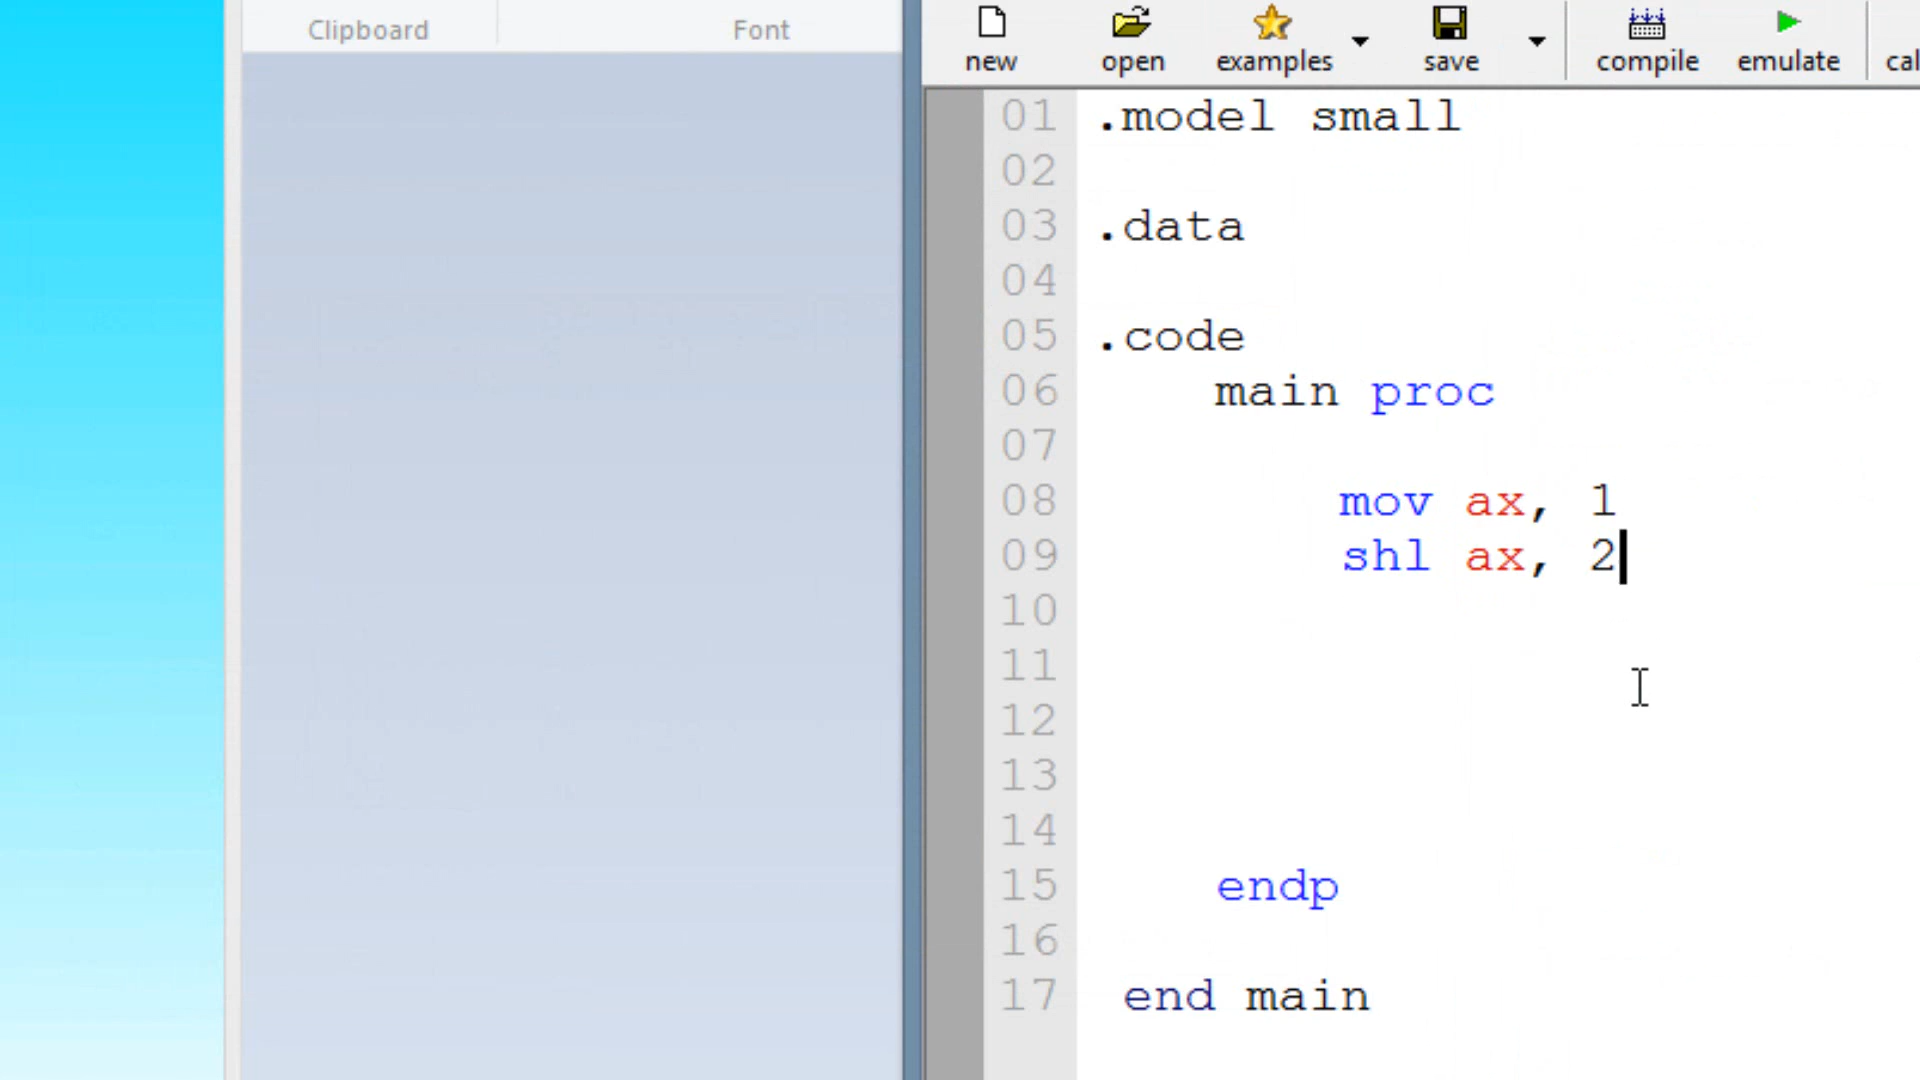 Clipboard Font
new open examples save compile emulate cal
01 .model small
02
03 .data
04
05 .code
06 main proc
07
08 mov ax, 1
09 shl ax, 2
10
11
12
13
14
15 endp
16
17 end main